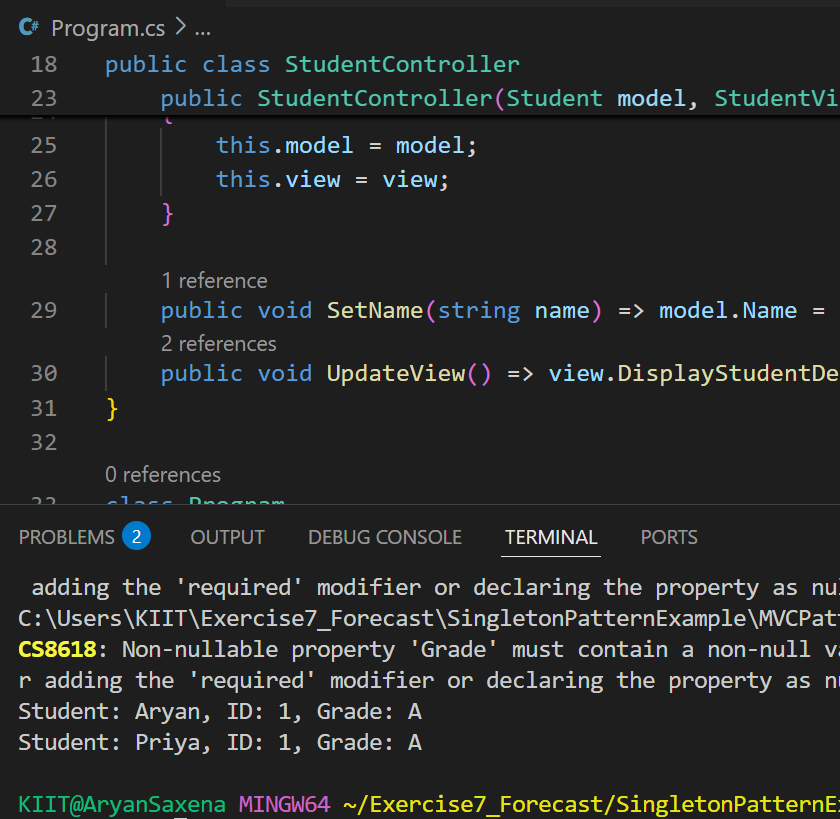 C# Program.cs > ...
18 public class StudentController
23 public StudentController(Student model, StudentVi
{
25 this.model = model;
26 this.view = view;
27 }
28
1 reference
29 public void SetName(string name) => model.Name =
2 references
30 public void UpdateView() => view.DisplayStudentDe
31 }
32
0 references
33 class Program
PROBLEMS 2 OUTPUT DEBUG CONSOLE TERMINAL PORTS
adding the 'required' modifier or declaring the property as nul
C:\Users\KIIT\Exercise7_Forecast\SingletonPatternExample\MVCPatt
CS8618: Non-nullable property 'Grade' must contain a non-null va
r adding the 'required' modifier or declaring the property as nu
Student: Aryan, ID: 1, Grade: A
Student: Priya, ID: 1, Grade: A
KIIT@AryanSaxena MINGW64 ~/Exercise7_Forecast/SingletonPatternE